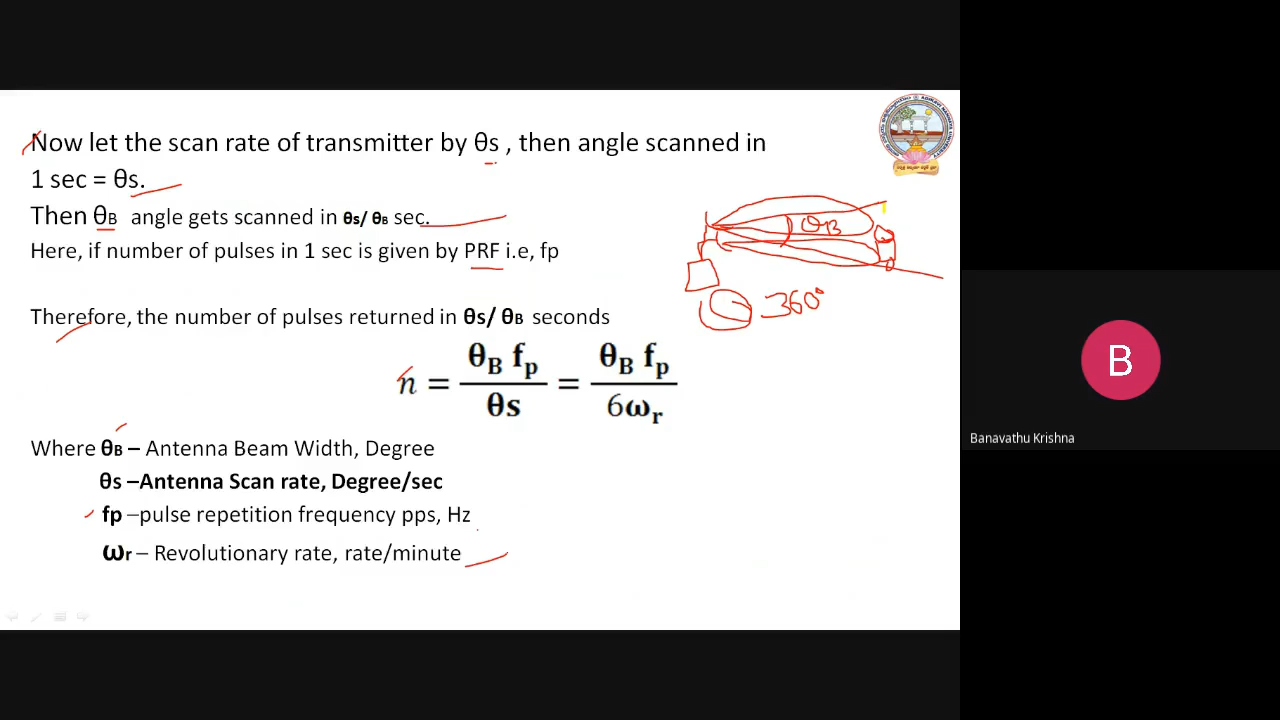 Now let the scan rate of transmitter by θs , then angle scanned in
1 sec = θs.
Then θB angle gets scanned in θs/ θB sec.
Here, if number of pulses in 1 sec is given by PRF i.e, fp
θB
360°
Therefore, the number of pulses returned in θs/ θB seconds
n = θB fp / θs = θB fp / 6ωr
Where θB – Antenna Beam Width, Degree
θs –Antenna Scan rate, Degree/sec
fp –pulse repetition frequency pps, Hz
ωr – Revolutionary rate, rate/minute
B
Banavathu Krishna